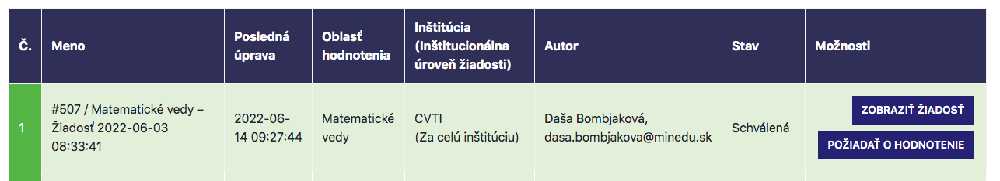 Č.
Meno
Posledná
úprava
Oblasť
hodnotenia
Inštitúcia
(Inštitucionálna
úroveň žiadosti)
Autor
Stav
Možnosti
1
#507 / Matematické vedy –
Žiadosť 2022-06-03
08:33:41
2022-06-
14 09:27:44
Matematické
vedy
CVTI
(Za celú inštitúciu)
Daša Bombjaková,
dasa.bombjakova@minedu.sk
Schválená
ZOBRAZIŤ ŽIADOSŤ
POŽIADAŤ O HODNOTENIE